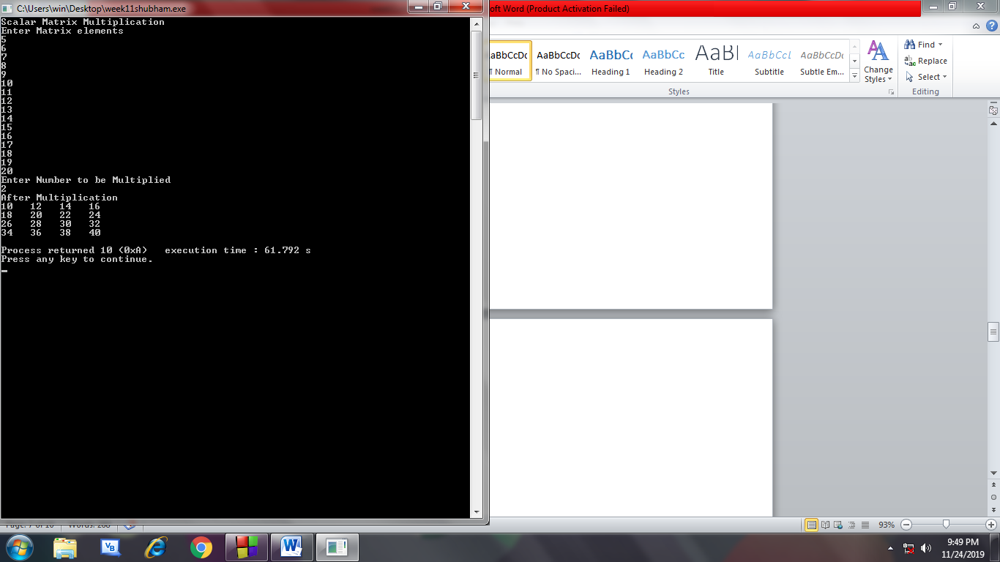 C:\Users\win\Desktop\week11shubham.exe
Scalar Matrix Multiplication
Enter Matrix elements
5
6
7
8
9
10
11
12
13
14
15
16
17
18
19
20
Enter Number to be Multiplied
2
After Multiplication
10 12 14 16
18 20 22 24
26 28 30 32
34 36 38 40
Process returned 10 (0xA) execution time : 61.792 s
Press any key to continue.
oft Word (Product Activation Failed)
AaBbCcDc AaBbCcDc AaBbCc AaBbCc AaBl AaBbCcL AaBbCcDc
¶ Normal ¶ No Spaci... Heading 1 Heading 2 Title Subtitle Subtle Em...
Change
Styles
Find
Replace
Select
Styles
Editing
Page: 7 of 10 Words: 268
93%
VB
W
9:49 PM
11/24/2019